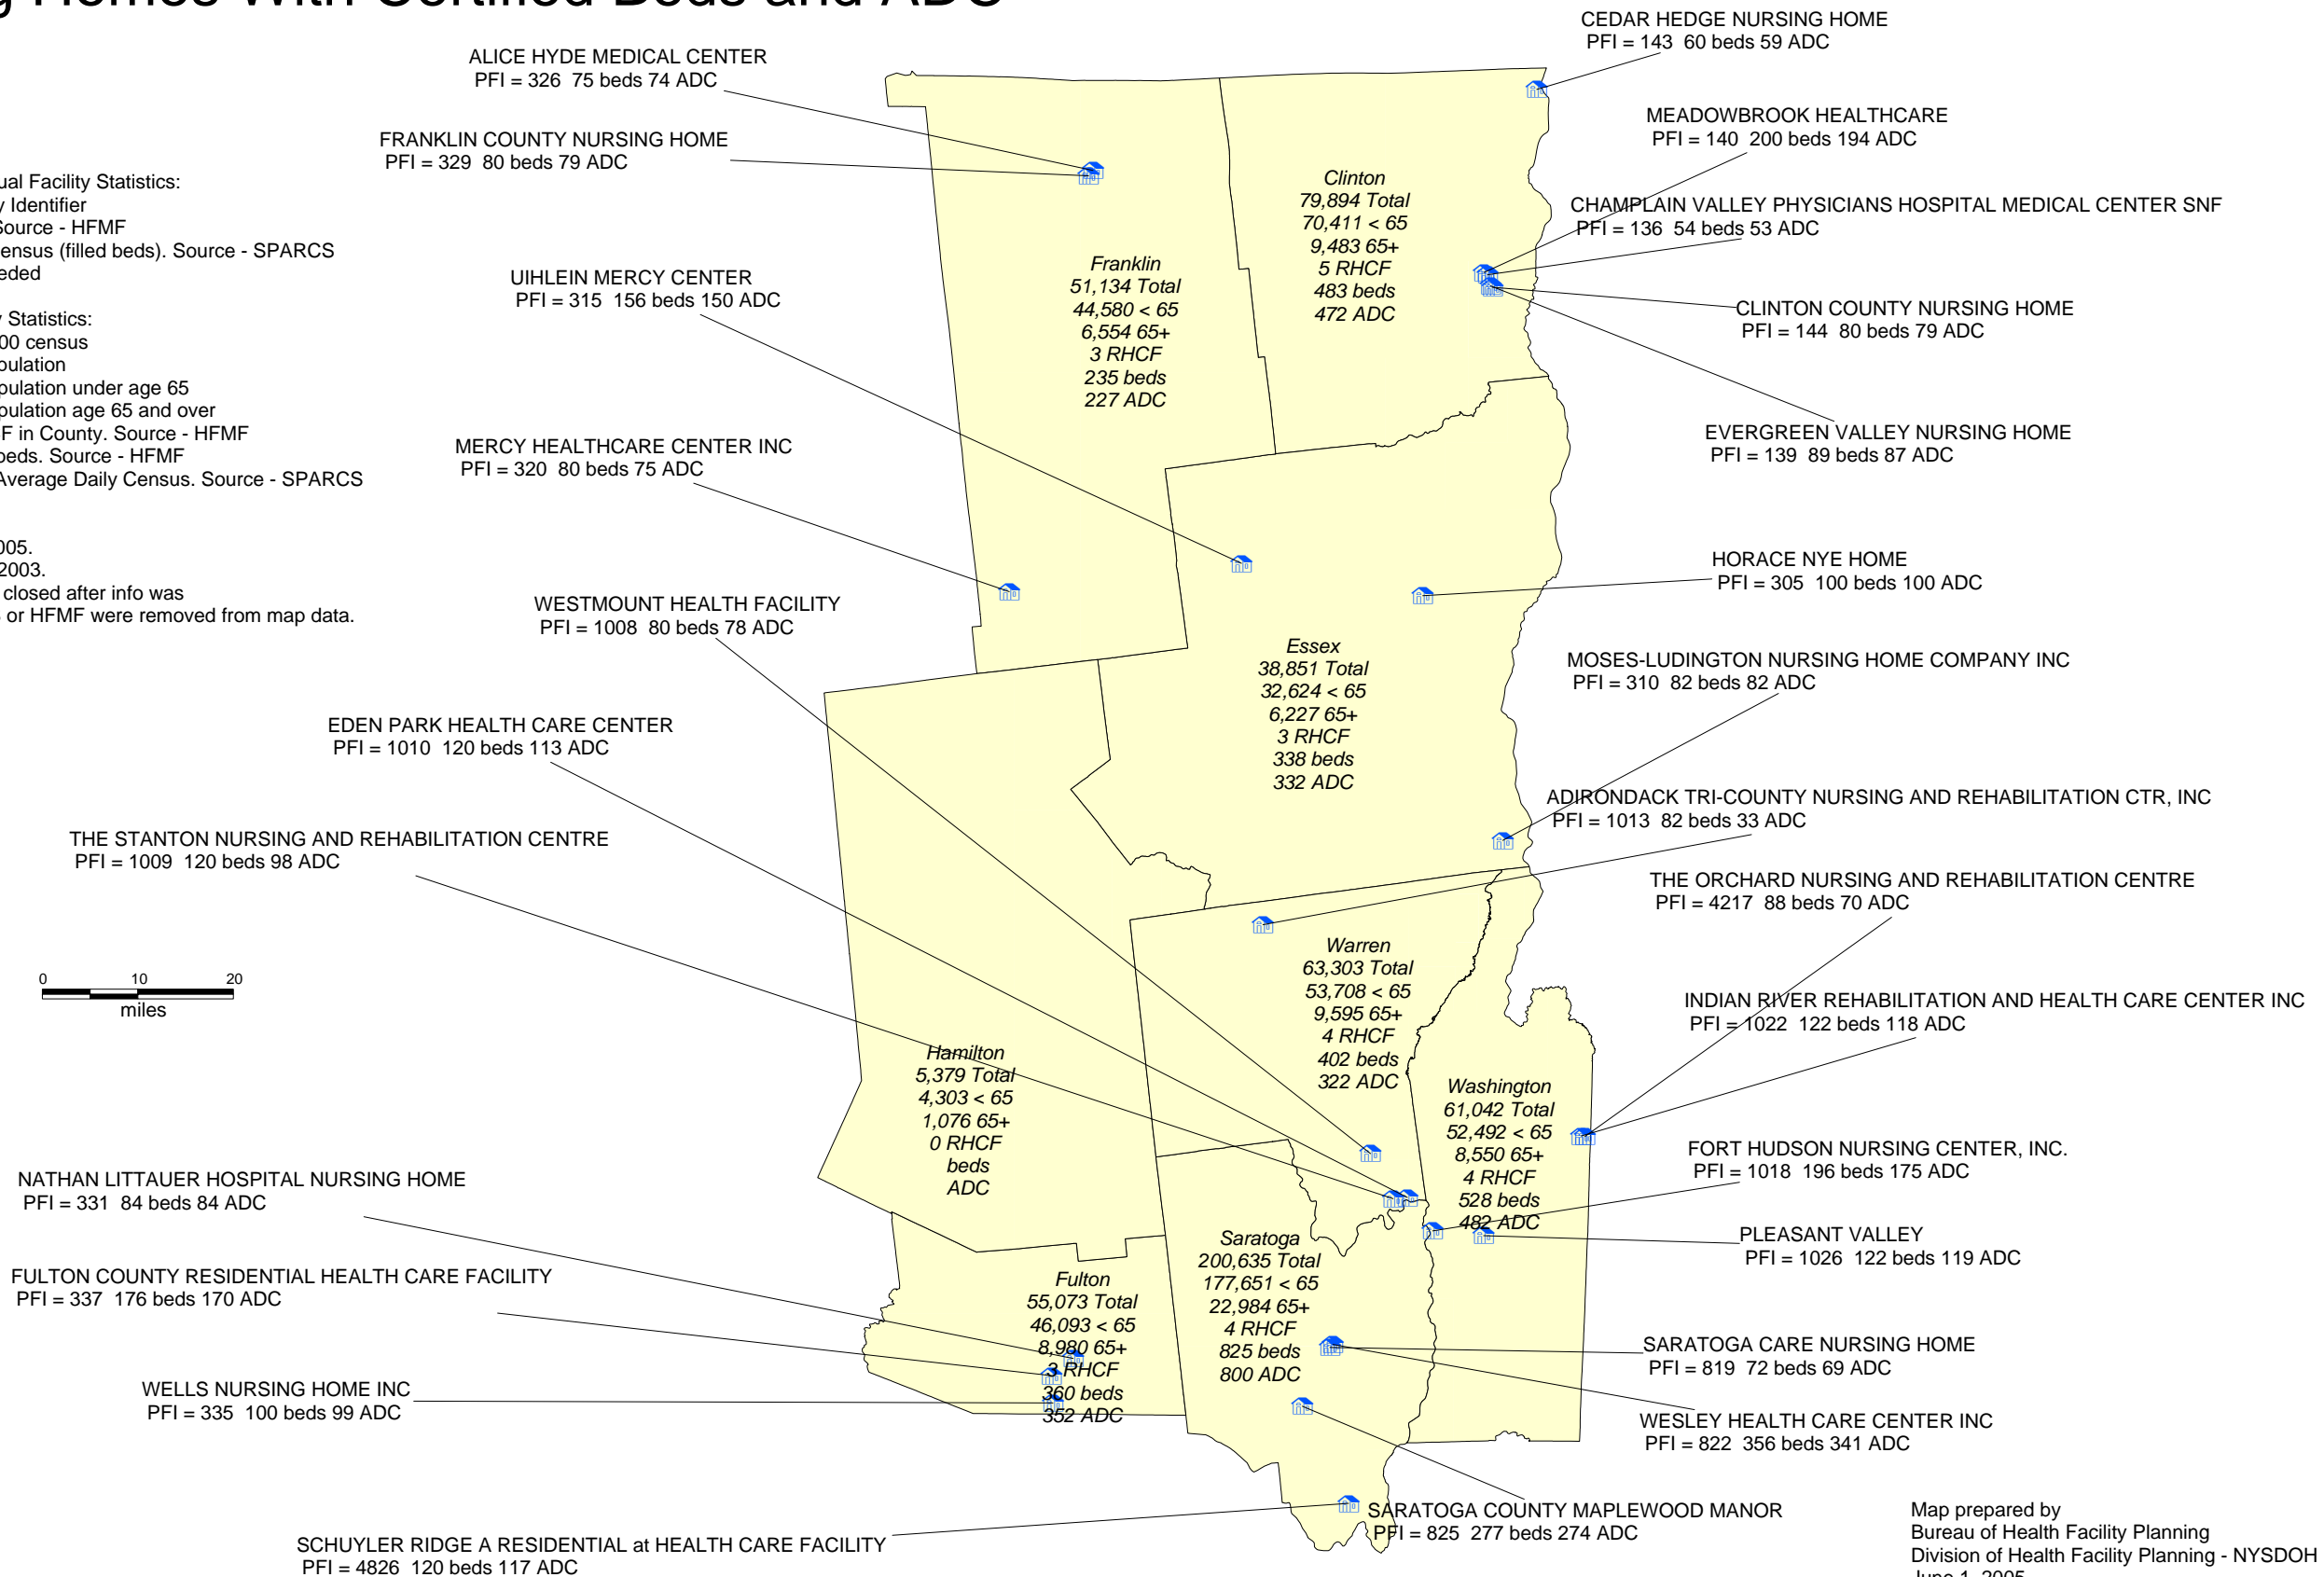 Homes With Certified Beds and ADC
CEDAR HEDGE NURSING HOME
PFI = 143 60 beds 59 ADC
ALICE HYDE MEDICAL CENTER
PFI = 326 75 beds 74 ADC
MEADOWBROOK HEALTHCARE
PFI = 140 200 beds 194 ADC
FRANKLIN COUNTY NURSING HOME
PFI = 329 80 beds 79 ADC
Facility Statistics:
Identifier
Source - HFMF
(filled beds). Source - SPARCS
Statistics:
census
under age 65
age 65 and over
in County. Source - HFMF
beds. Source - HFMF
Average Daily Census. Source - SPARCS
2003.
closed after info was
or HFMF were removed from map data.
CHAMPLAIN VALLEY PHYSICIANS HOSPITAL MEDICAL CENTER SNF
PFI = 136 54 beds 53 ADC
Clinton
79,894 Total
70,411 < 65
9,483 65+
5 RHCF
483 beds
472 ADC
Franklin
51,134 Total
44,580 < 65
6,554 65+
3 RHCF
235 beds
227 ADC
UIHLEIN MERCY CENTER
PFI = 315 156 beds 150 ADC
CLINTON COUNTY NURSING HOME
PFI = 144 80 beds 79 ADC
MERCY HEALTHCARE CENTER INC
PFI = 320 80 beds 75 ADC
EVERGREEN VALLEY NURSING HOME
PFI = 139 89 beds 87 ADC
HORACE NYE HOME
PFI = 305 100 beds 100 ADC
WESTMOUNT HEALTH FACILITY
PFI = 1008 80 beds 78 ADC
Essex
38,851 Total
32,624 < 65
6,227 65+
3 RHCF
338 beds
332 ADC
MOSES-LUDINGTON NURSING HOME COMPANY INC
PFI = 310 82 beds 82 ADC
EDEN PARK HEALTH CARE CENTER
PFI = 1010 120 beds 113 ADC
ADIRONDACK TRI-COUNTY NURSING AND REHABILITATION CTR, INC
PFI = 1013 82 beds 33 ADC
THE STANTON NURSING AND REHABILITATION CENTRE
PFI = 1009 120 beds 98 ADC
THE ORCHARD NURSING AND REHABILITATION CENTRE
PFI = 4217 88 beds 70 ADC
Warren
63,303 Total
53,708 < 65
9,595 65+
4 RHCF
402 beds
322 ADC
0 10 20
miles
INDIAN RIVER REHABILITATION AND HEALTH CARE CENTER INC
PFI = 1022 122 beds 118 ADC
Hamilton
5,379 Total
4,303 < 65
1,076 65+
0 RHCF
beds
ADC
Washington
61,042 Total
52,492 < 65
8,550 65+
4 RHCF
528 beds
482 ADC
FORT HUDSON NURSING CENTER, INC.
PFI = 1018 196 beds 175 ADC
NATHAN LITTAUER HOSPITAL NURSING HOME
PFI = 331 84 beds 84 ADC
PLEASANT VALLEY
PFI = 1026 122 beds 119 ADC
Saratoga
200,635 Total
177,651 < 65
22,984 65+
4 RHCF
825 beds
800 ADC
FULTON COUNTY RESIDENTIAL HEALTH CARE FACILITY
PFI = 337 176 beds 170 ADC
Fulton
55,073 Total
46,093 < 65
8,980 65+
3 RHCF
360 beds
352 ADC
SARATOGA CARE NURSING HOME
PFI = 819 72 beds 69 ADC
WELLS NURSING HOME INC
PFI = 335 100 beds 99 ADC
WESLEY HEALTH CARE CENTER INC
PFI = 822 356 beds 341 ADC
SARATOGA COUNTY MAPLEWOOD MANOR
PFI = 825 277 beds 274 ADC
SCHUYLER RIDGE A RESIDENTIAL at HEALTH CARE FACILITY
PFI = 4826 120 beds 117 ADC
Map prepared by
Bureau of Health Facility Planning
Division of Health Facility Planning - NYSDOH
June 1, 2005